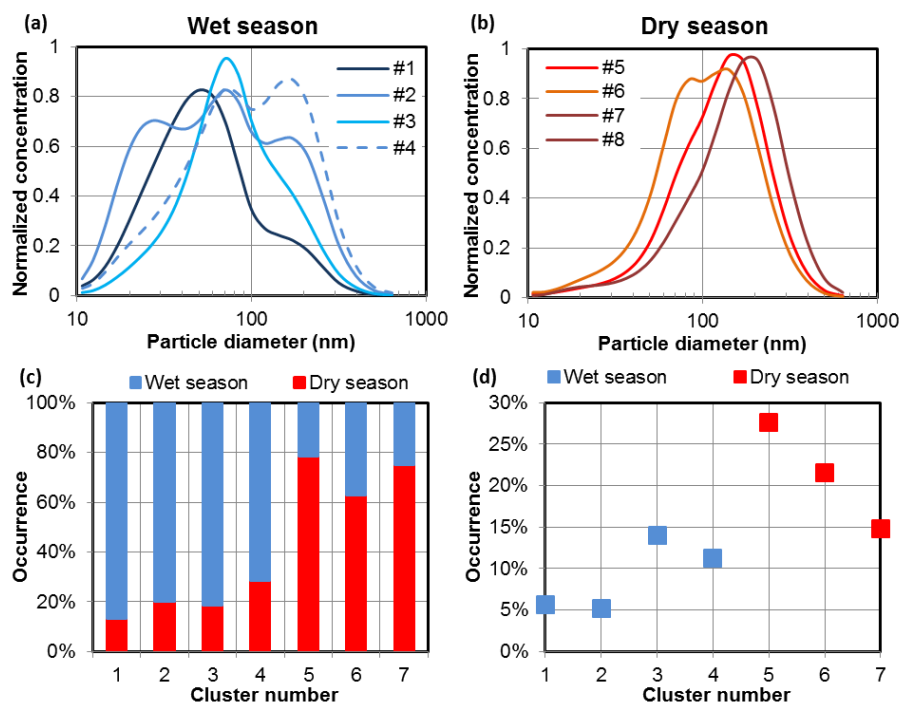 (a)
Wet season
Normalized concentration
1
0.8
0.6
0.4
0.2
0
10
100
1000
Particle diameter (nm)
#1
#2
#3
#4
(b)
Dry season
Normalized concentration
1
0.8
0.6
0.4
0.2
0
10
100
1000
Particle diameter (nm)
#5
#6
#7
#8
(c)
Wet season
Dry season
Occurrence
100%
80%
60%
40%
20%
0%
1 2 3 4 5 6 7
Cluster number
(d)
Wet season
Dry season
Occurrence
30%
25%
20%
15%
10%
5%
0%
1 2 3 4 5 6 7
Cluster number